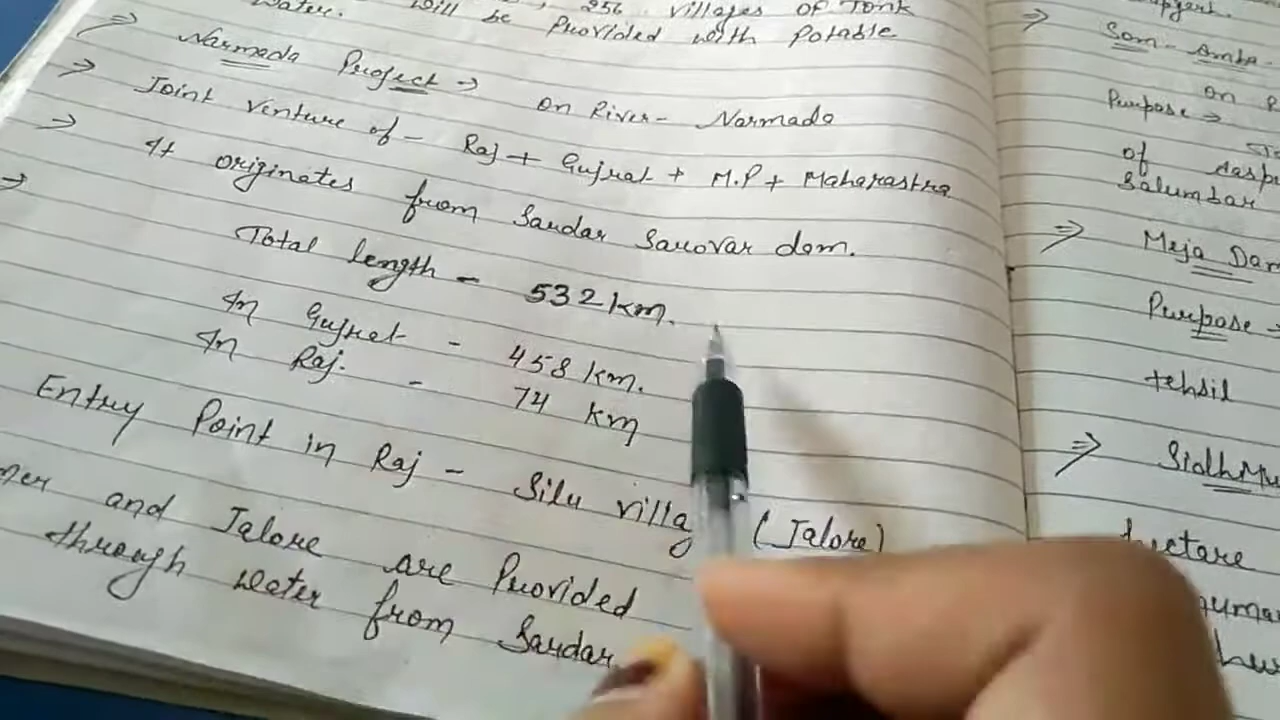 256 villages of Tonk
water. will be Provided with Potable
⇒ Narmada Project → on River- Narmada
⇒ Joint Venture of - Raj + Gujrat + M.P + Maharastra
→ It originates from Sardar Sarovar dam.
→ Total length - 532 km.
In Gujrat - 458 km.
In Raj. - 74 km
Entry Point in Raj - Silu villag (Jalore)
and Jalore are Provided
through water from Sardar
⇒ Som-Amba
on
Purpose →
of
Salumbar
⇒ Meja Dam
Purpose →
tehsil
⇒ SidhMu